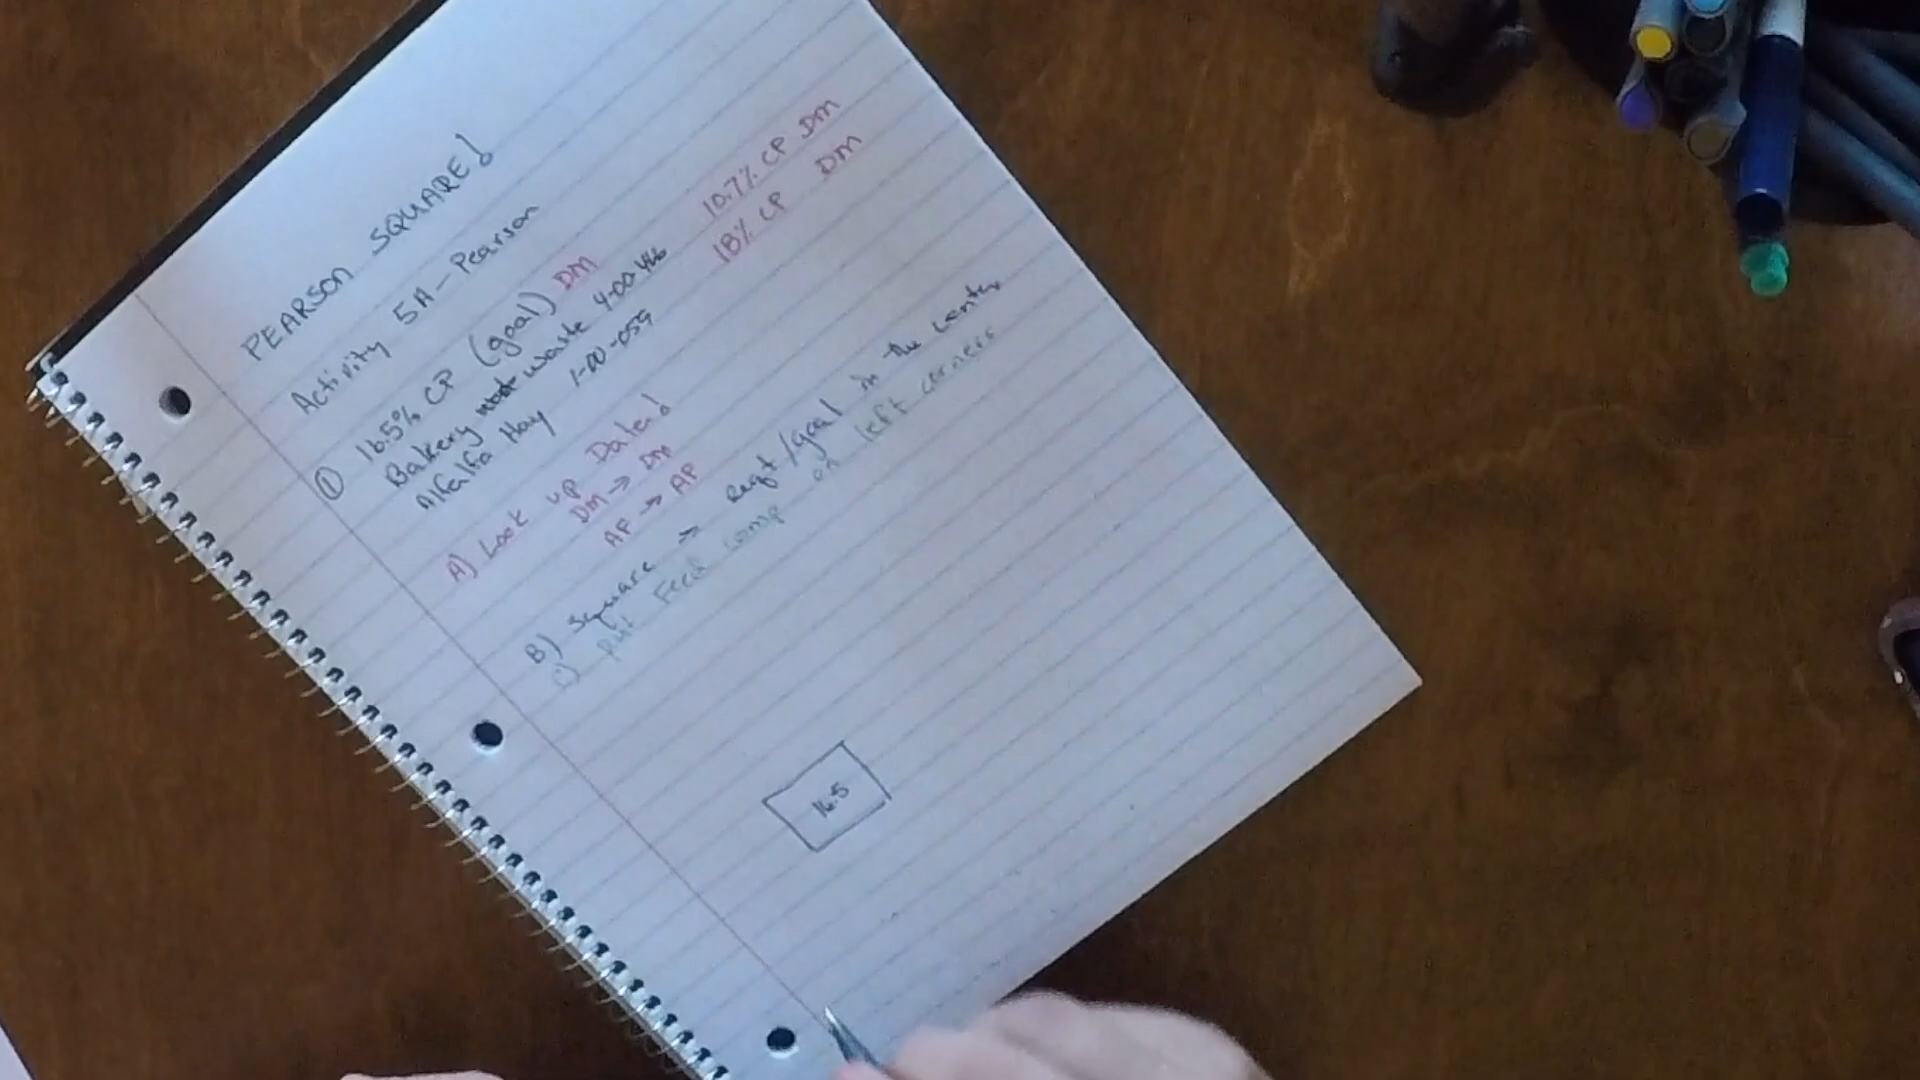 PEARSON SQUARE!
Activity 5A - Pearson
① 16.5% CP (goal) DM
Bakery waste 4-00-466 10.7% CP DM
Alfalfa Hay 1-00-059 18% CP DM
A) Look up Data!
DM → DM
AF → AF
B) Square → Reqt/goal in the center
C) put Feed comp on left corners
16.5